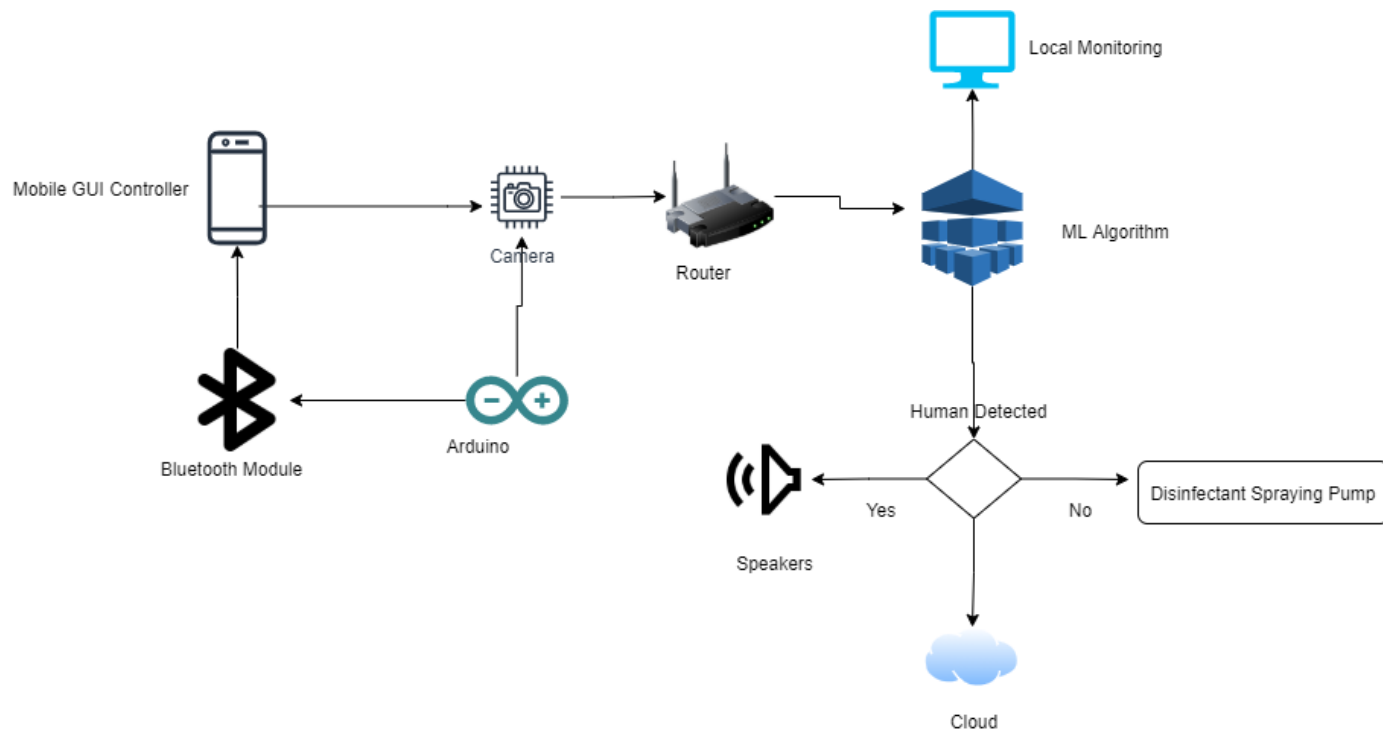 Local Monitoring
Mobile GUI Controller
ML Algorithm
Camera
Router
Human Detected
Arduino
Bluetooth Module
Disinfectant Spraying Pump
Yes
No
Speakers
Cloud